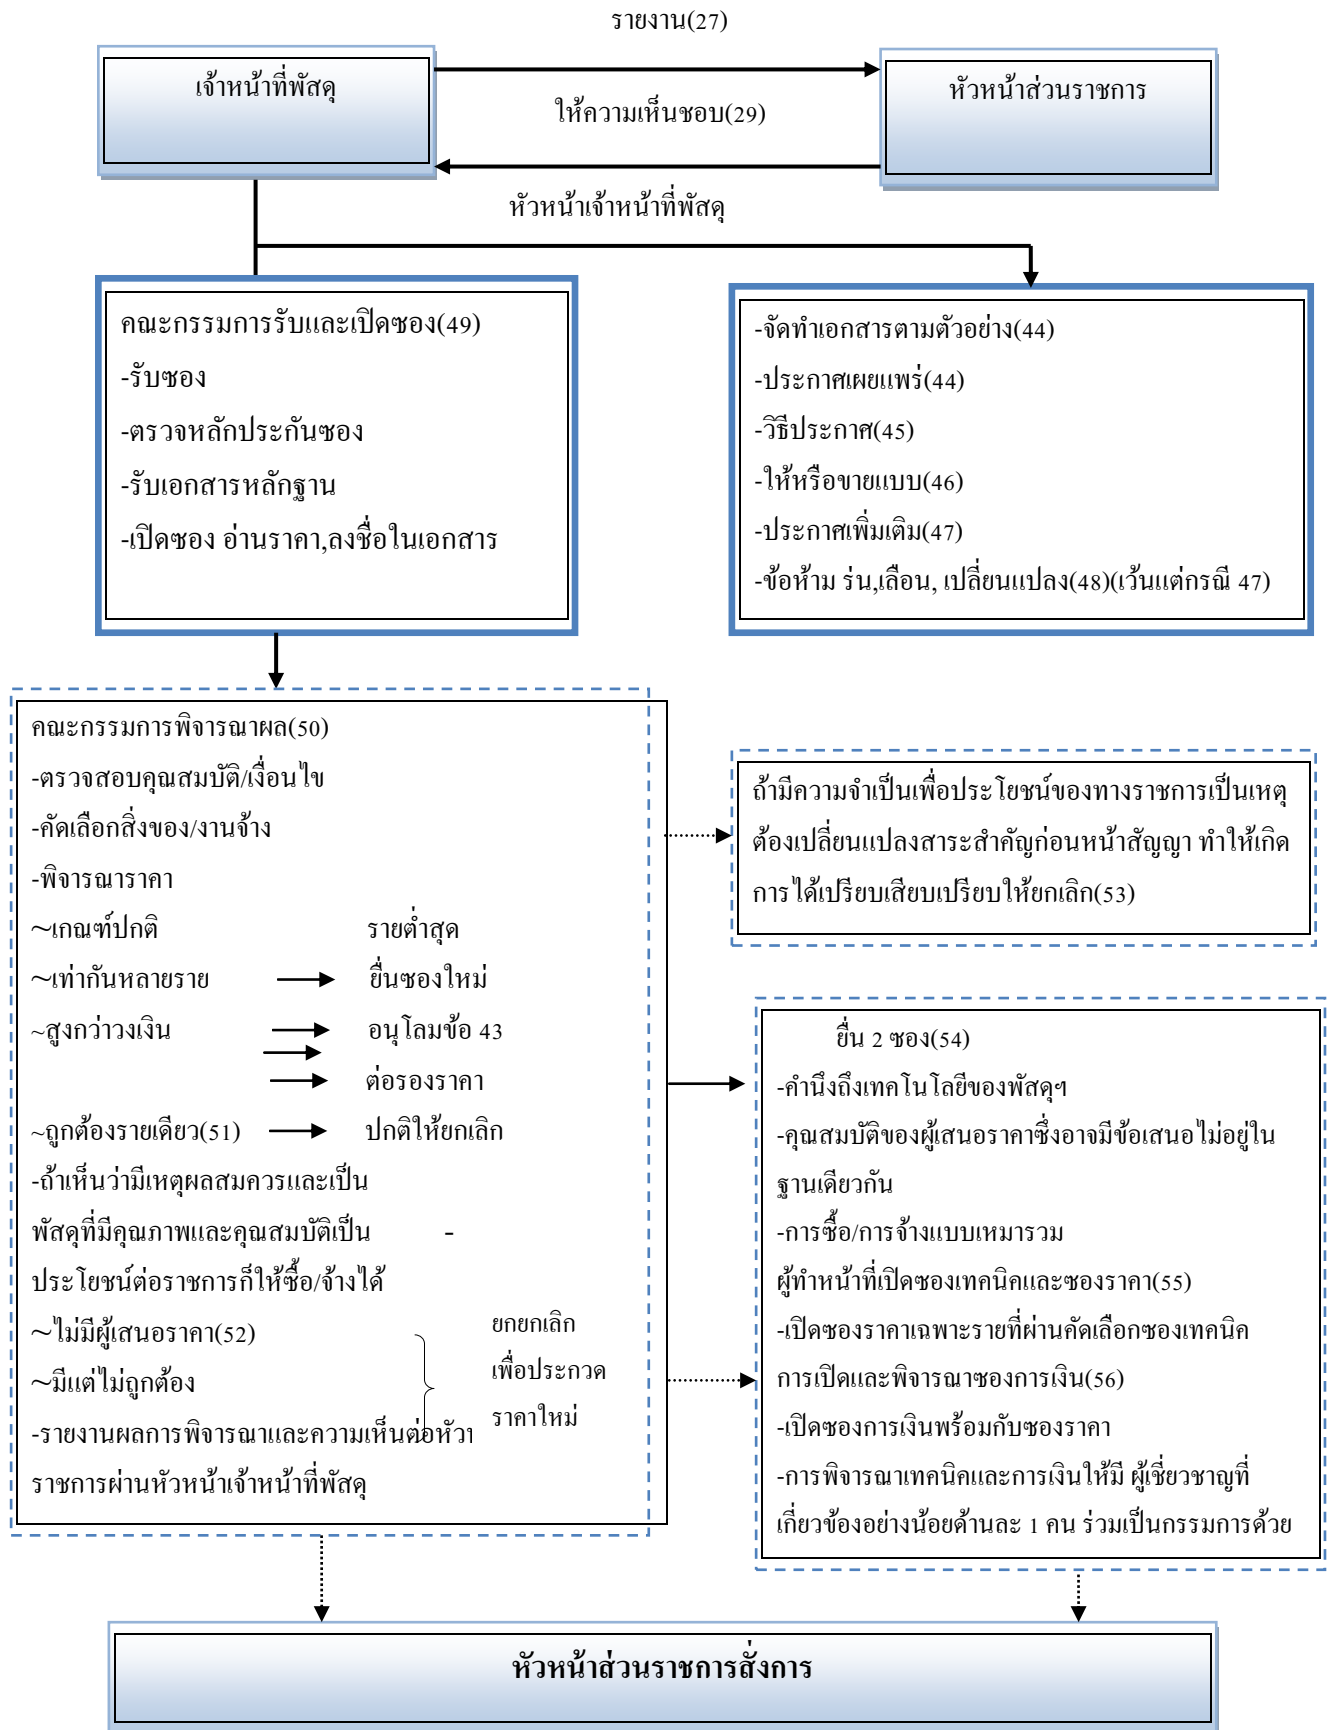 รายงาน(27)
เจ้าหน้าที่พัสดุ
หัวหน้าส่วนราชการ
ให้ความเห็นชอบ(29)
หัวหน้าเจ้าหน้าที่พัสดุ
คณะกรรมการรับและเปิดซอง(49)
-รับซอง
-ตรวจหลักประกันซอง
-รับเอกสารหลักฐาน
-เปิดซอง อ่านราคา,ลงชื่อในเอกสาร
-จัดทำเอกสารตามตัวอย่าง(44)
-ประกาศเผยแพร่(44)
-วิธีประกาศ(45)
-ให้หรือขายแบบ(46)
-ประกาศเพิ่มเติม(47)
-ข้อห้าม ร่น,เลือน, เปลี่ยนแปลง(48)(เว้นแต่กรณี 47)
คณะกรรมการพิจารณาผล(50)
-ตรวจสอบคุณสมบัติ/เงื่อนไข
-คัดเลือกสิ่งของ/งานจ้าง
-พิจารณาราคา
~เกณฑ์ปกติ รายต่ำสุด
~เท่ากันหลายราย ยื่นซองใหม่
~สูงกว่าวงเงิน อนุโลมข้อ 43
ต่อรองราคา
~ถูกต้องรายเดียว(51) ปกติให้ยกเลิก
-ถ้าเห็นว่ามีเหตุผลสมควรและเป็น
พัสดุที่มีคุณภาพและคุณสมบัติเป็น -
ประโยชน์ต่อราชการก็ให้ซื้อ/จ้างได้
~ไม่มีผู้เสนอราคา(52)
~มีแต่ไม่ถูกต้อง
ยกยกเลิก
เพื่อประกวด
ราคาใหม่
-รายงานผลการพิจารณาและความเห็นต่อหัว
ราชการผ่านหัวหน้าเจ้าหน้าที่พัสดุ
ถ้ามีความจำเป็นเพื่อประโยชน์ของทางราชการเป็นเหตุ
ต้องเปลี่ยนแปลงสาระสำคัญก่อนหน้าสัญญา ทำให้เกิด
การได้เปรียบเสียบเปรียบให้ยกเลิก(53)
ยื่น 2 ซอง(54)
-คำนึงถึงเทคโนโลยีของพัสดุฯ
-คุณสมบัติของผู้เสนอราคาซึ่งอาจมีข้อเสนอไม่อยู่ใน
ฐานเดียวกัน
-การซื้อ/การจ้างแบบเหมารวม
ผู้ทำหน้าที่เปิดซองเทคนิคและซองราคา(55)
-เปิดซองราคาเฉพาะรายที่ผ่านคัดเลือกซองเทคนิค
การเปิดและพิจารณาซองการเงิน(56)
-เปิดซองการเงินพร้อมกับซองราคา
-การพิจารณาเทคนิคและการเงินให้มี ผู้เชี่ยวชาญที่
เกี่ยวข้องอย่างน้อยด้านละ 1 คน ร่วมเป็นกรรมการด้วย
หัวหน้าส่วนราชการสั่งการ